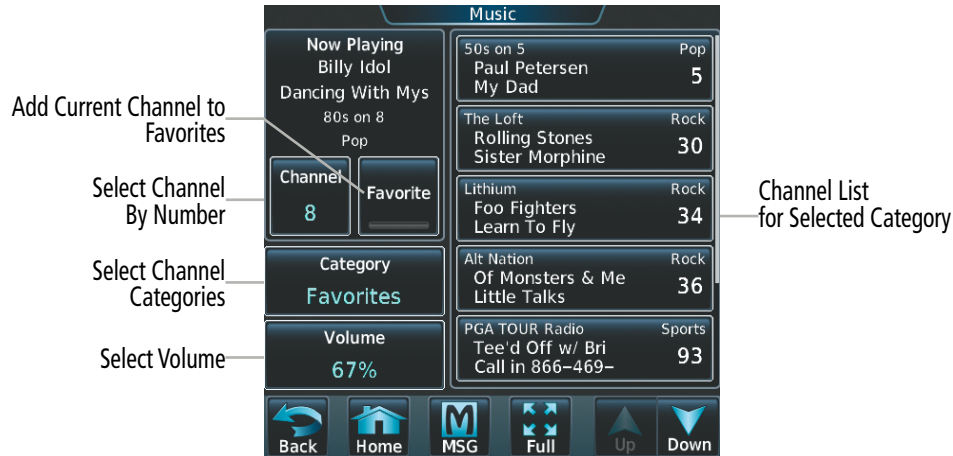 Music
Add Current Channel to
Favorites
Select Channel
By Number
Select Channel
Categories
Select Volume
Now Playing
Billy Idol
Dancing With Mys
80s on 8
Pop
Channel
8
Favorite
Category
Favorites
Volume
67%
50s on 5 Pop
Paul Petersen
My Dad
5
The Loft Rock
Rolling Stones
Sister Morphine
30
Lithium Rock
Foo Fighters
Learn To Fly
34
Alt Nation Rock
Of Monsters & Me
Little Talks
36
PGA TOUR Radio Sports
Tee'd Off w/ Bri
Call in 866–469–
93
Channel List
for Selected Category
Back
Home
M
MSG
Full
Up
Down